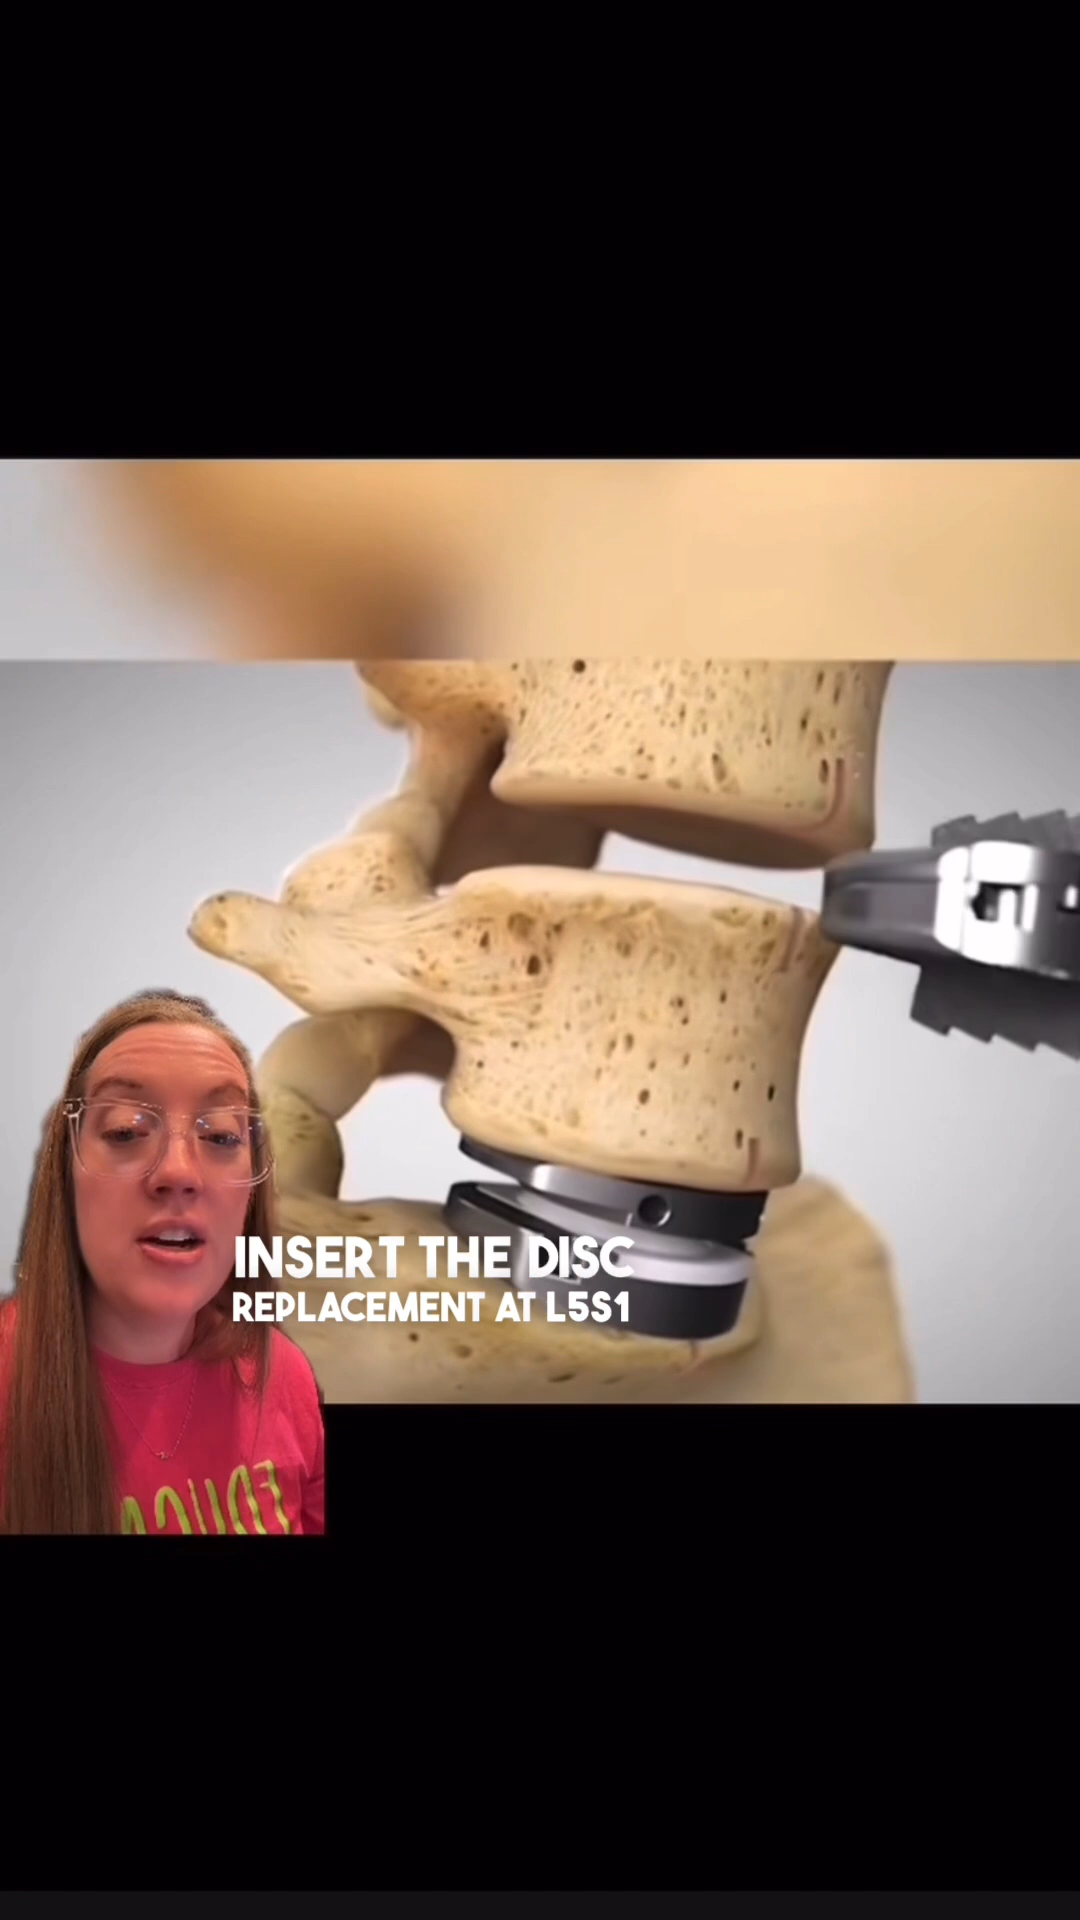 INSERT THE DISC
REPLACEMENT AT L5S1